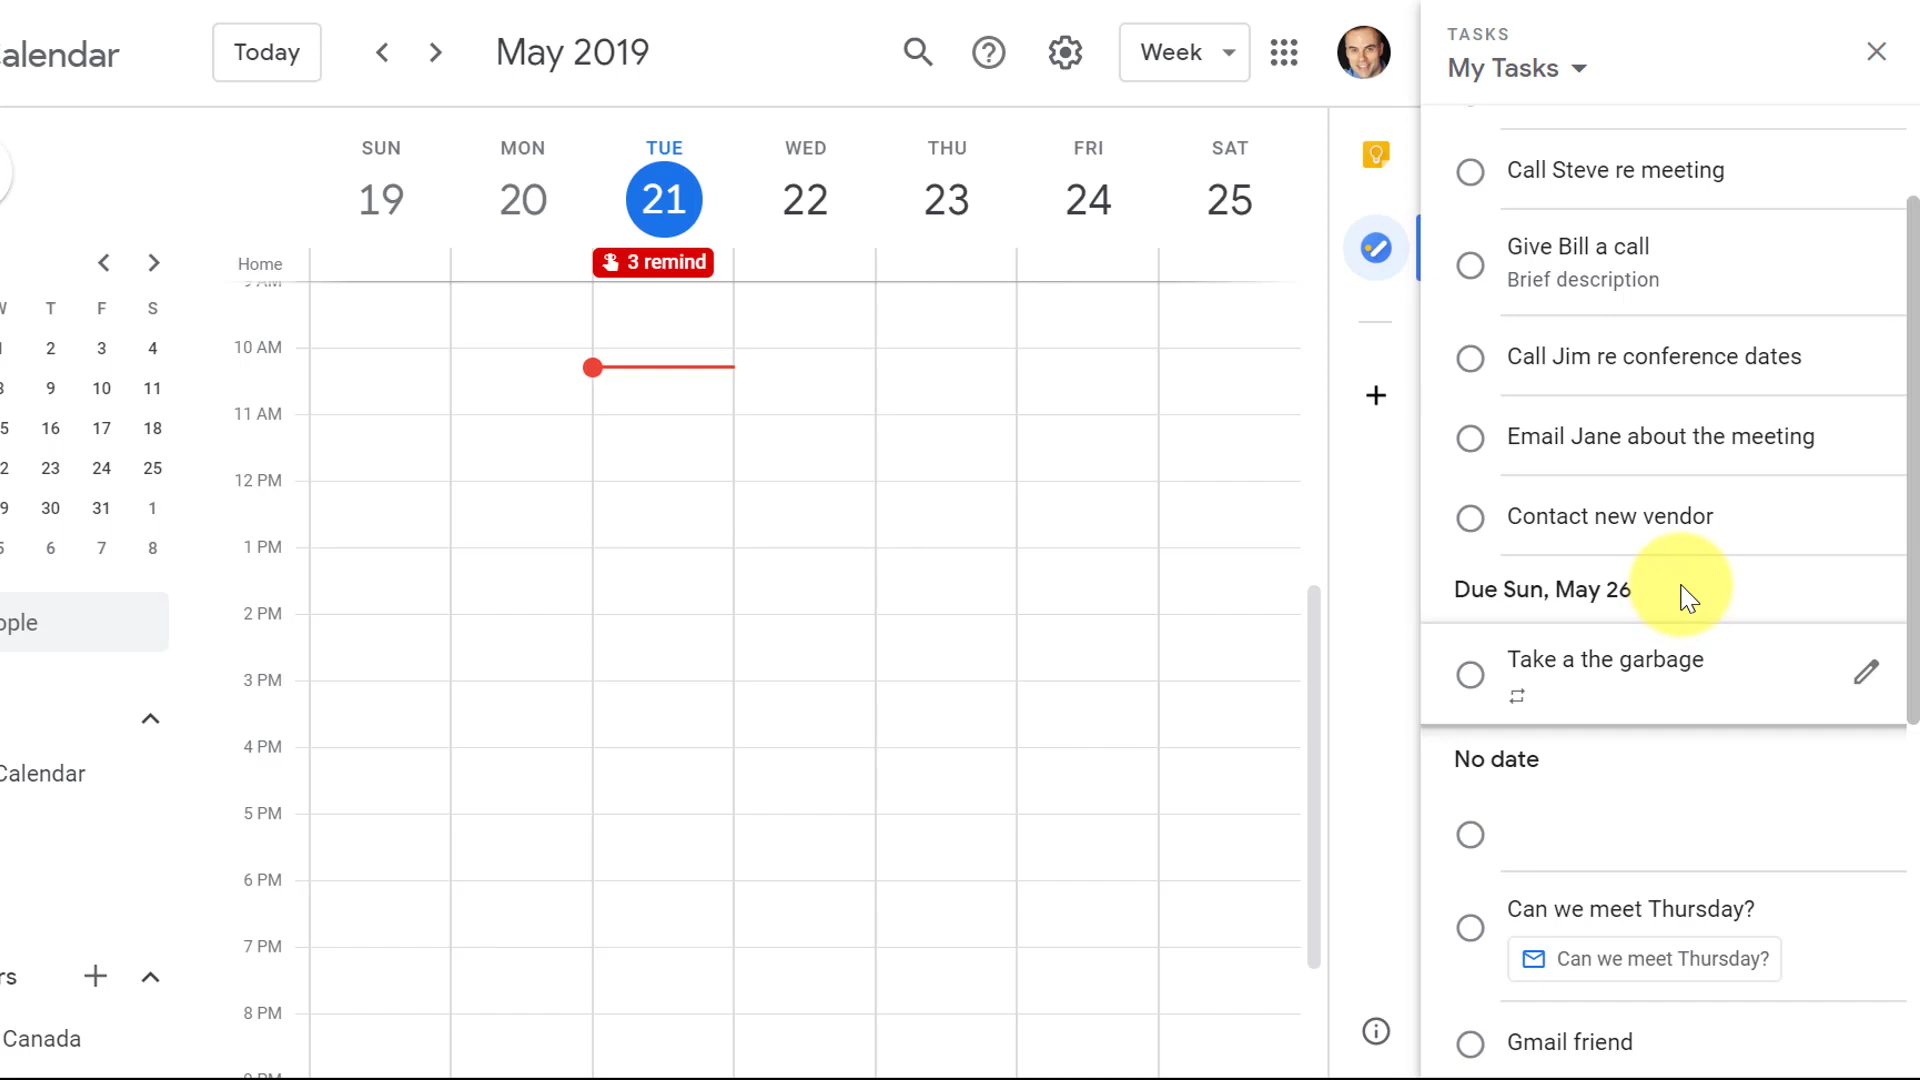 alendar
Today
May 2019
Week
SUN MON TUE WED THU FRI SAT
19 20 21 22 23 24 25
Home
3 remind
T F S
2 3 4
9 10 11
16 17 18
23 24 25
30 31 1
6 7 8
ople
Calendar
rs
Canada
9 AM
10 AM
11 AM
12 PM
1 PM
2 PM
3 PM
4 PM
5 PM
6 PM
7 PM
8 PM
TASKS
My Tasks
Call Steve re meeting
Give Bill a call
Brief description
Call Jim re conference dates
Email Jane about the meeting
Contact new vendor
Due Sun, May 26
Take a the garbage
No date
Can we meet Thursday?
Can we meet Thursday?
Gmail friend